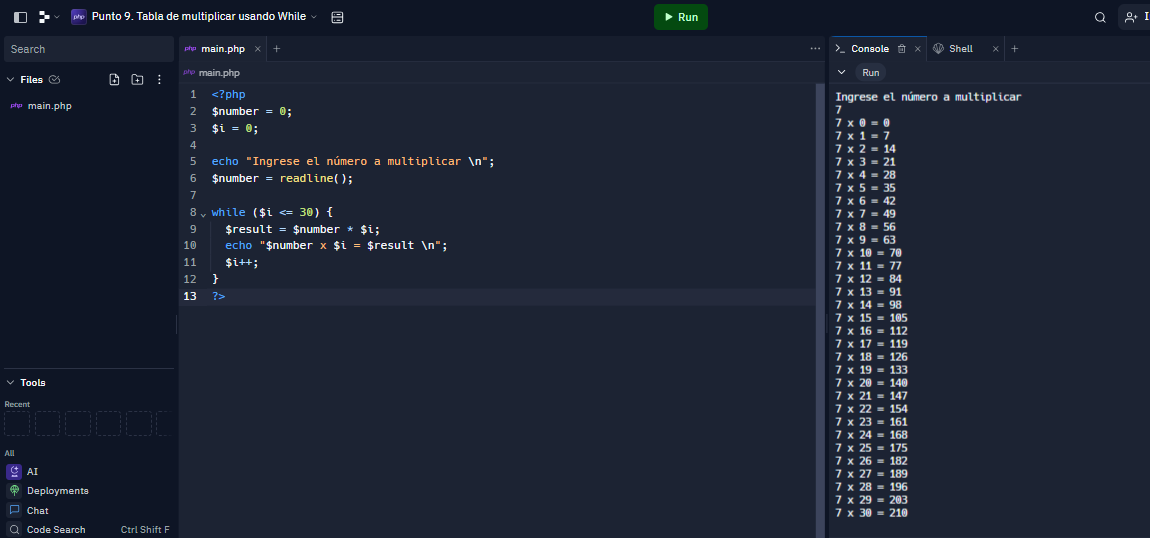 php Punto 9. Tabla de multiplicar usando While
Run
Search
Files
php main.php
Tools
Recent
All
AI
Deployments
Chat
Code Search Ctrl Shift F
php main.php
php main.php
1 <?php
2 $number = 0;
3 $i = 0;
4
5 echo "Ingrese el número a multiplicar \n";
6 $number = readline();
7
8 while ($i <= 30) {
9 $result = $number * $i;
10 echo "$number x $i = $result \n";
11 $i++;
12 }
13 ?>
Console Shell
Run
Ingrese el número a multiplicar
7
7 x 0 = 0
7 x 1 = 7
7 x 2 = 14
7 x 3 = 21
7 x 4 = 28
7 x 5 = 35
7 x 6 = 42
7 x 7 = 49
7 x 8 = 56
7 x 9 = 63
7 x 10 = 70
7 x 11 = 77
7 x 12 = 84
7 x 13 = 91
7 x 14 = 98
7 x 15 = 105
7 x 16 = 112
7 x 17 = 119
7 x 18 = 126
7 x 19 = 133
7 x 20 = 140
7 x 21 = 147
7 x 22 = 154
7 x 23 = 161
7 x 24 = 168
7 x 25 = 175
7 x 26 = 182
7 x 27 = 189
7 x 28 = 196
7 x 29 = 203
7 x 30 = 210